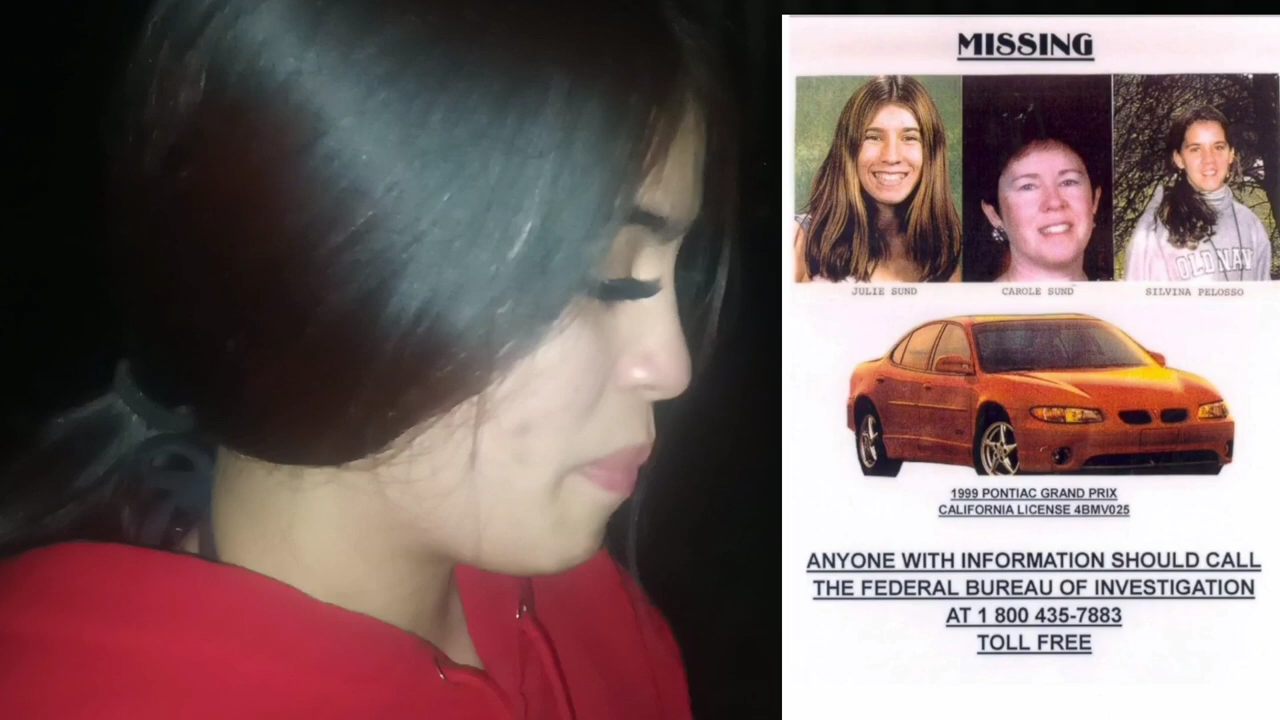 MISSING
JULIE SUND CAROLE SUND SILVINA PELOSSO
OLD NAV
1999 PONTIAC GRAND PRIX
CALIFORNIA LICENSE 4BMV025
ANYONE WITH INFORMATION SHOULD CALL
THE FEDERAL BUREAU OF INVESTIGATION
AT 1 800 435-7883
TOLL FREE